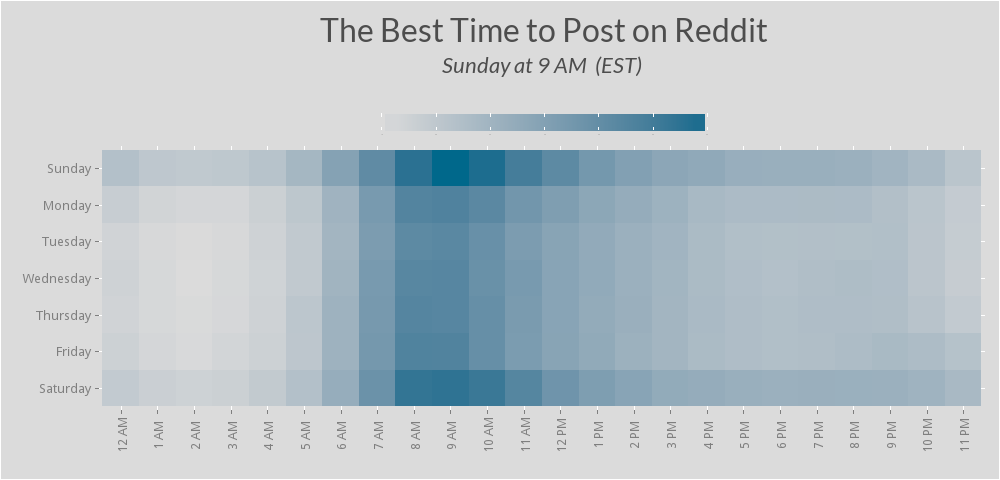 The Best Time to Post on Reddit
Sunday at 9 AM (EST)
Sunday
Monday
Tuesday
Wednesday
Thursday
Friday
Saturday
12 AM
1 AM
2 AM
3 AM
4 AM
5 AM
6 AM
7 AM
8 AM
9 AM
10 AM
11 AM
12 PM
1 PM
2 PM
3 PM
4 PM
5 PM
6 PM
7 PM
8 PM
9 PM
10 PM
11 PM